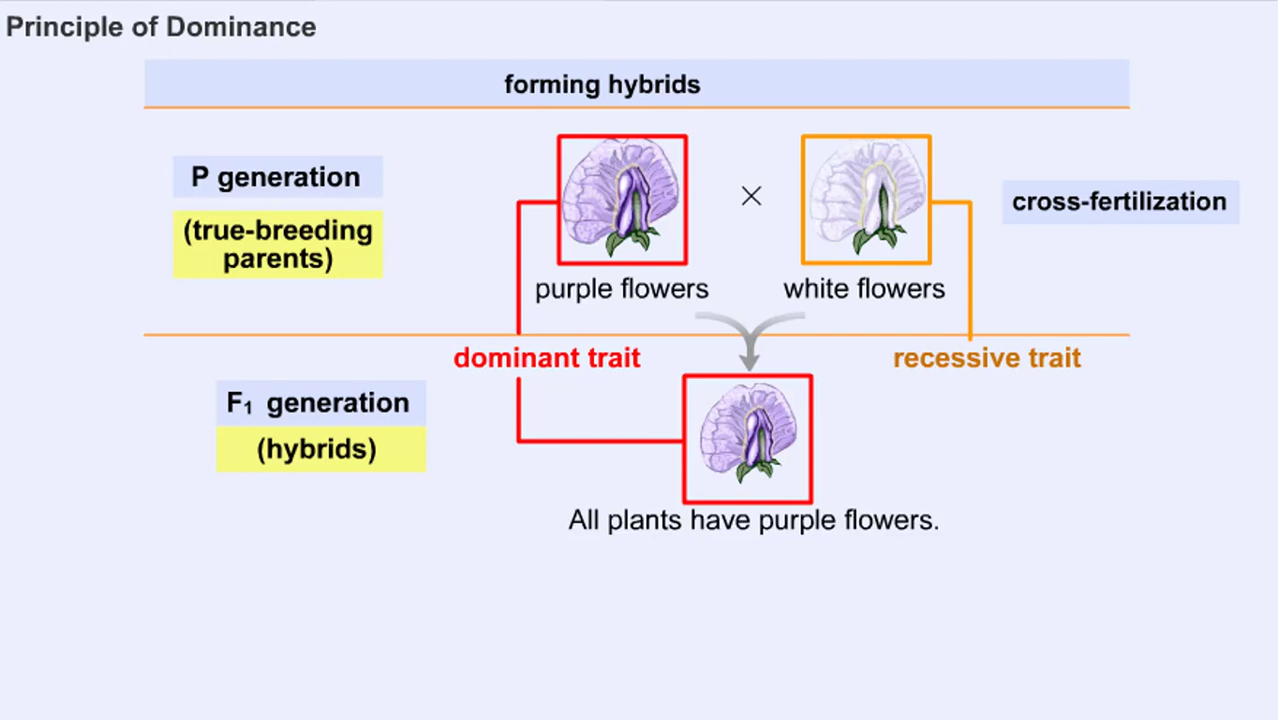 Principle of Dominance
forming hybrids
P generation
(true-breeding
parents)
×
cross-fertilization
purple flowers
white flowers
dominant trait
recessive trait
F₁ generation
(hybrids)
All plants have purple flowers.